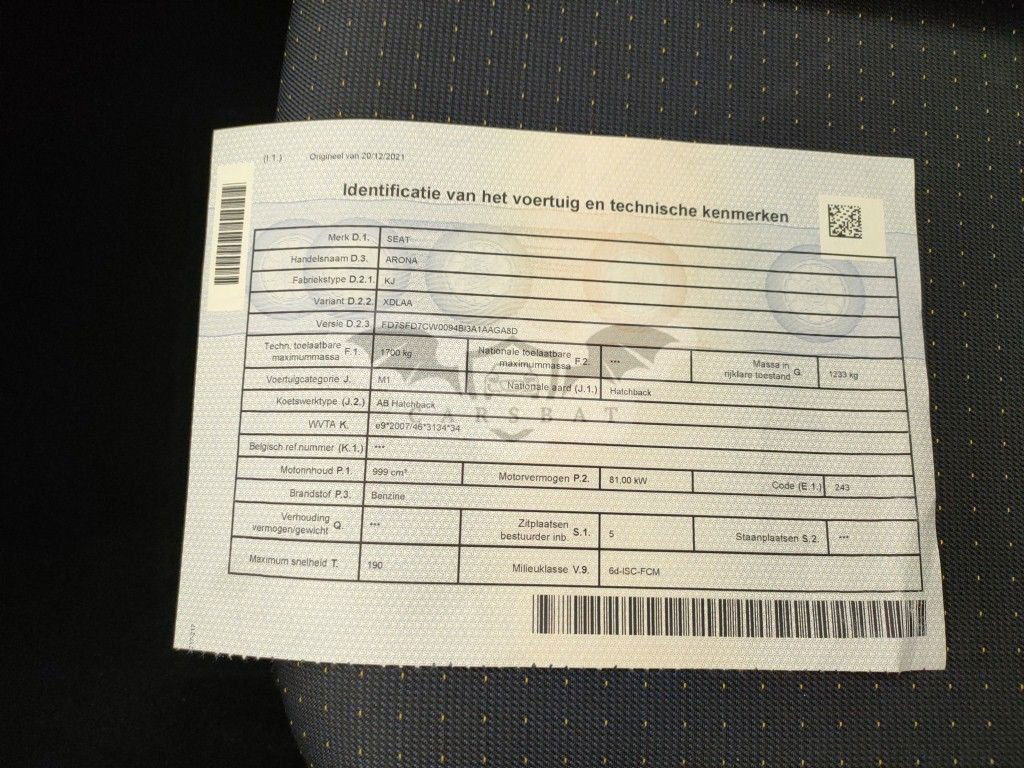 (I.1.) Origineel van 20/12/2021
Identificatie van het voertuig en technische kenmerken
Merk D.1. SEAT
Handelsnaam D.3. ARONA
Fabriekstype D.2.1. KJ
Variant D.2.2. XDLAA
Versie D.2.3. FD7SFD7CW0094BI3A1AAGA8D
Techn. toelaatbare maximummassa F.1. 1700 kg Nationale toelaatbare maximummassa F.2. --- Massa in rijklare toestand G. 1233 kg
Voertuigcategorie J. M1 Nationale aard (J.1.) Hatchback
Koetswerktype (J.2.) AB Hatchback
CARSBAT
WVTA K. e9*2007/46*3134*34
Belgisch ref.nummer (K.1.) ---
Motorinhoud P.1. 999 cm³ Motorvermogen P.2. 81,00 kW Code (E.1.) 243
Brandstof P.3. Benzine
Verhouding vermogen/gewicht Q. --- Zitplaatsen bestuurder inb. S.1. 5 Staanplaatsen S.2. ---
Maximum snelheid T. 190 Milieuklasse V.9. 6d-ISC-FCM